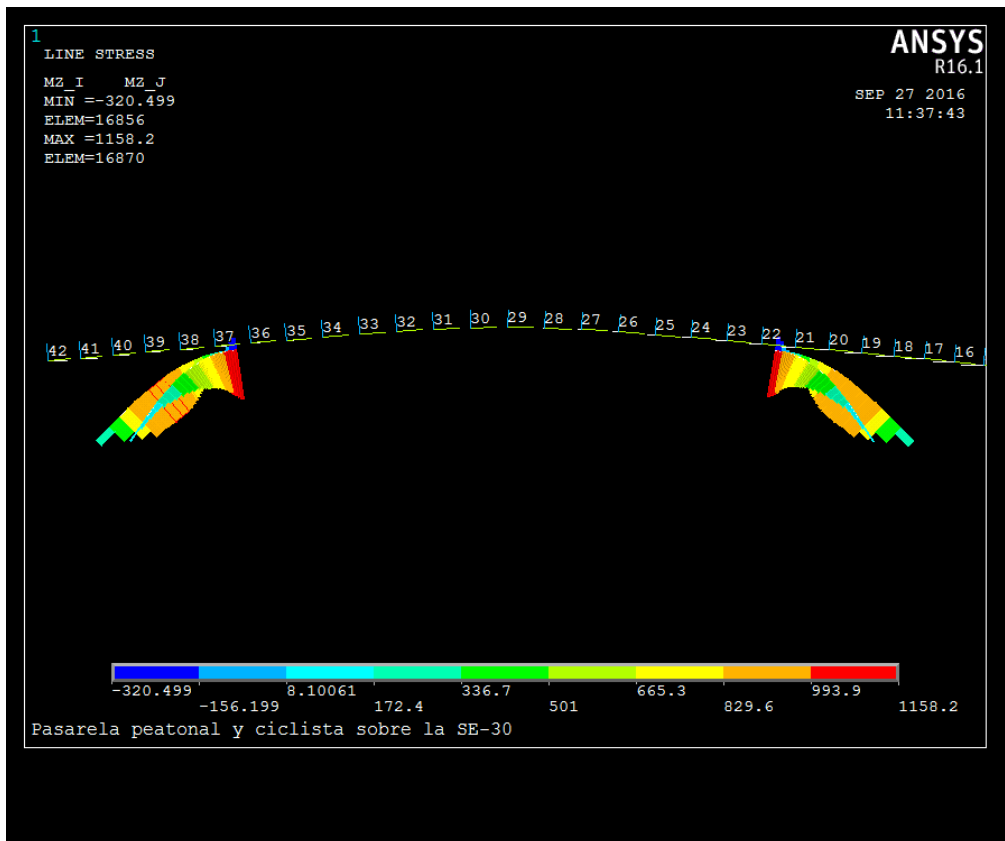 1
LINE STRESS
MZ_I MZ_J
MIN =-320.499
ELEM=16856
MAX =1158.2
ELEM=16870
ANSYS
R16.1
SEP 27 2016
11:37:43
42 41 40 39 38 37 36 35 34 33 32 31 30 29 28 27 26 25 24 23 22 21 20 19 18 17 16
-320.499 8.10061 336.7 665.3 993.9
-156.199 172.4 501 829.6 1158.2
Pasarela peatonal y ciclista sobre la SE-30